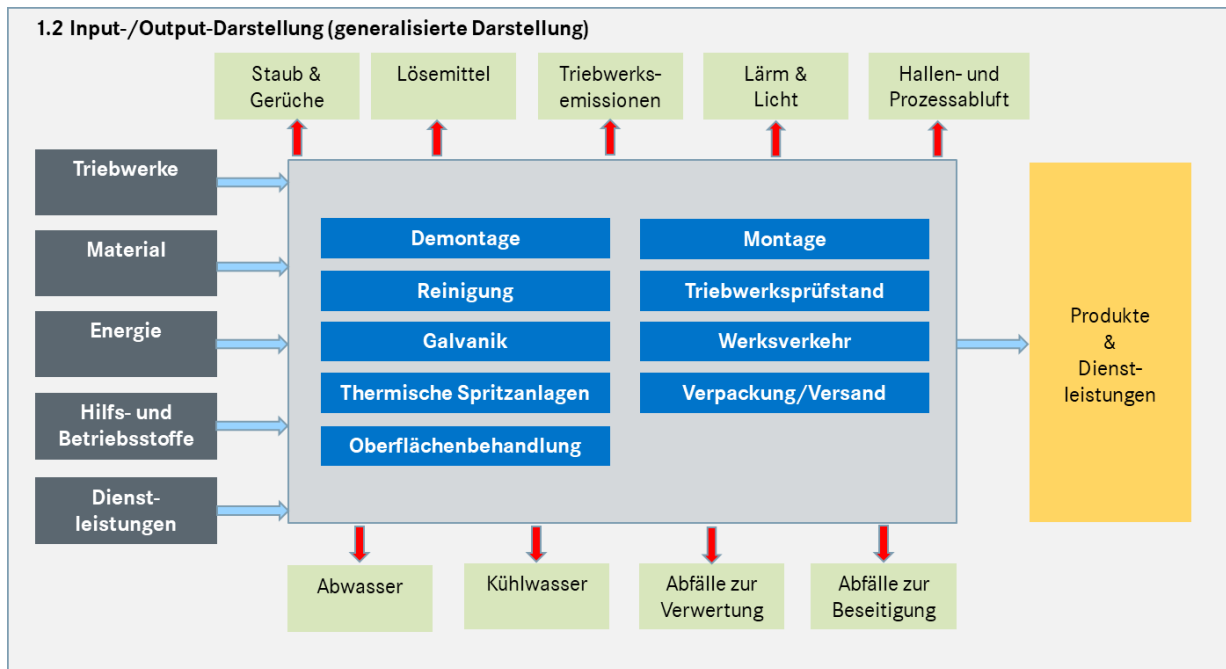 1.2 Input-/Output-Darstellung (generalisierte Darstellung)
Staub &
Gerüche
Lösemittel
Triebwerks-
emissionen
Lärm &
Licht
Hallen- und
Prozessabluft
Triebwerke
Material
Energie
Hilfs- und
Betriebsstoffe
Dienst-
leistungen
Demontage
Reinigung
Galvanik
Thermische Spritzanlagen
Oberflächenbehandlung
Montage
Triebwerksprüfstand
Werksverkehr
Verpackung/Versand
Produkte
&
Dienst-
leistungen
Abwasser
Kühlwasser
Abfälle zur
Verwertung
Abfälle zur
Beseitigung